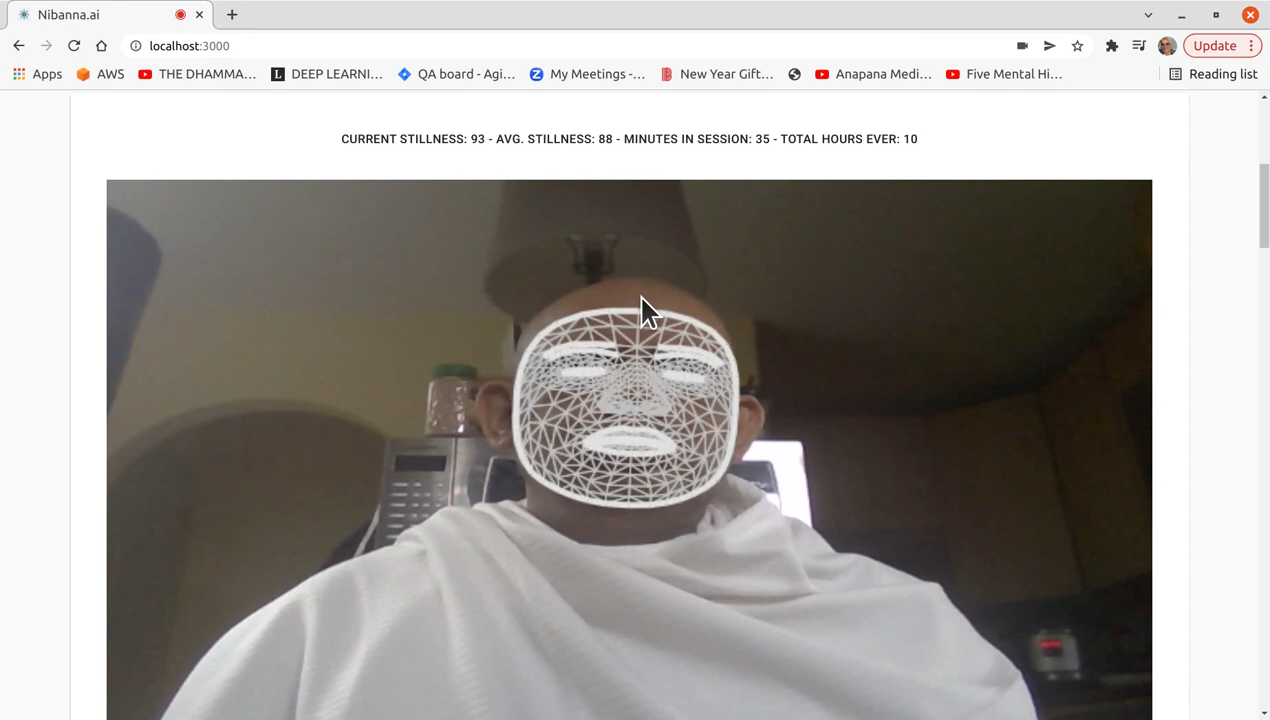 Nibanna.ai
localhost:3000
Update
Apps AWS THE DHAMMA... DEEP LEARNI... QA board - Agi... My Meetings -... New Year Gift... Anapana Medi... Five Mental Hi... Reading list
CURRENT STILLNESS: 93 - AVG. STILLNESS: 88 - MINUTES IN SESSION: 35 - TOTAL HOURS EVER: 10